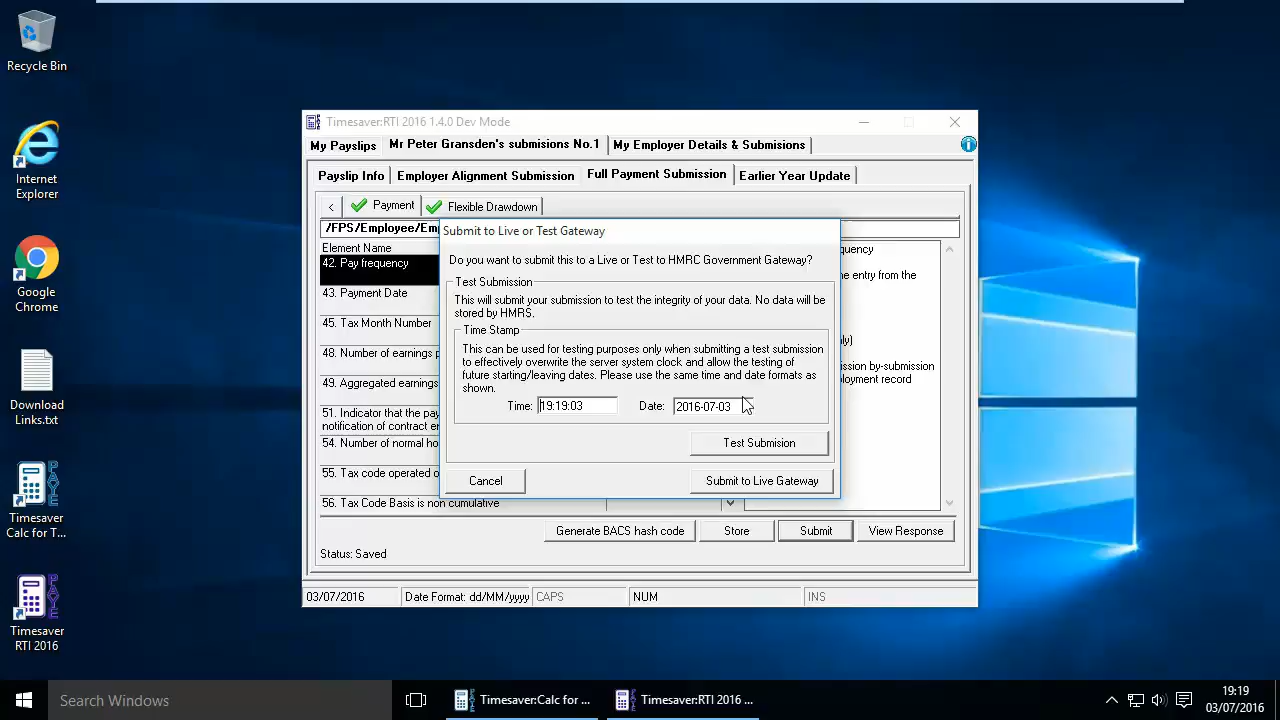 Recycle Bin
Internet
Explorer
Google
Chrome
Download
Links.txt
Timesaver
Calc for T...
Timesaver
RTI 2016
Timesaver:RTI 2016 1.4.0 Dev Mode
My Payslips
Mr Peter Gransden's submisions No.1
My Employer Details & Submisions
Payslip Info
Employer Alignment Submission
Full Payment Submission
Earlier Year Update
<
Payment
Flexible Drawdown
/FPS/Employee/Em
Element Name
42. Pay frequency
43. Payment Date
45. Tax Month Number
48. Number of earnings p
49. Aggregated earnings
51. Indicator that the pay
notification of contract er
54. Number of normal ho
55. Tax code operated o
56. Tax Code Basis is non cumulative
quency
e entry from the
ly)
ission by-submission
loyment record
Submit to Live or Test Gateway
Do you want to submit this to a Live or Test to HMRC Government Gateway?
Test Submission
This will submit your submission to test the integrity of your data. No data will be
stored by HMRS.
Time Stamp
This can be used for testing purposes only when submitting a test submission
to effectively overwite the server system clock and allow the testing of
future starting/leaving dates. Please use the same time and date formats as
shown.
Time: 19:19:03 Date: 2016-07-03
Test Submision
Cancel
Submit to Live Gateway
Generate BACS hash code
Store
Submit
View Response
Status: Saved
03/07/2016
Date Format: dd/MM/yyyy
CAPS
NUM
INS
Search Windows
Timesaver:Calc for ...
Timesaver:RTI 2016 ...
19:19
03/07/2016